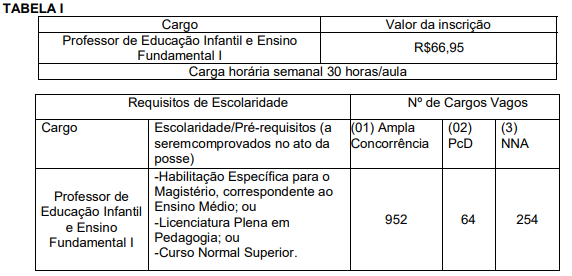 TABELA I
Cargo Valor da inscrição
Professor de Educação Infantil e Ensino
Fundamental I
R$66,95
Carga horária semanal 30 horas/aula
Requisitos de Escolaridade Nº de Cargos Vagos
Cargo
Escolaridade/Pré-requisitos (a
seremcomprovados no ato da
posse)
(01) Ampla
Concorrência
(02)
PcD
(3)
NNA
Professor de
Educação Infantil
e Ensino
Fundamental I
-Habilitação Específica para o
Magistério, correspondente ao
Ensino Médio; ou
-Licenciatura Plena em
Pedagogia; ou
-Curso Normal Superior.
952 64 254